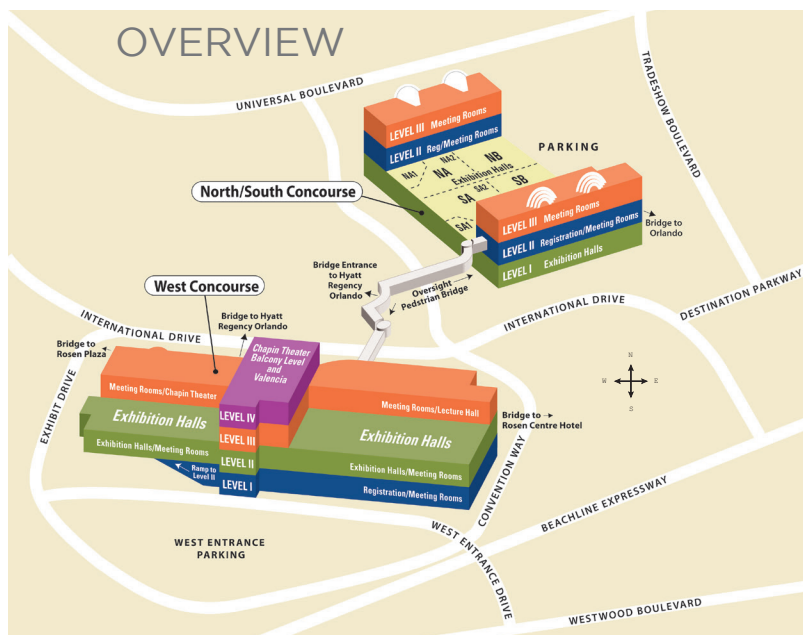 OVERVIEW
UNIVERSAL BOULEVARD
TRADESHOW BOULEVARD
LEVEL III Meeting Rooms
LEVEL II Reg/Meeting Rooms
PARKING
NA1
NA2
NA
NB
Exhibition Halls
SA
SA2
SB
SA1
North/South Concourse
LEVEL III Meeting Rooms
LEVEL II Registration/Meeting Rooms
LEVEL I Exhibition Halls
Bridge to
Orlando
Bridge Entrance
to Hyatt
Regency
Orlando
Oversight
Pedstrian Bridge
West Concourse
DESTINATION PARKWAY
INTERNATIONAL DRIVE
INTERNATIONAL DRIVE
Bridge to Hyatt
Regency Orlando
Bridge to
Rosen Plaza
Chapin Theater
Balcony Level
and
Valencia
N
W
E
S
EXHIBIT DRIVE
Meeting Rooms/Chapin Theater
LEVEL IV
Meeting Rooms/Lecture Hall
Bridge to
Rosen Centre Hotel
Exhibition Halls
LEVEL III
Exhibition Halls
Exhibition Halls/Meeting Rooms
LEVEL II
Exhibition Halls/Meeting Rooms
Ramp to
Level II
LEVEL I
Registration/Meeting Rooms
CONVENTION WAY
BEACHLINE EXPRESSWAY
WEST ENTRANCE
PARKING
WEST ENTRANCE DRIVE
WESTWOOD BOULEVARD